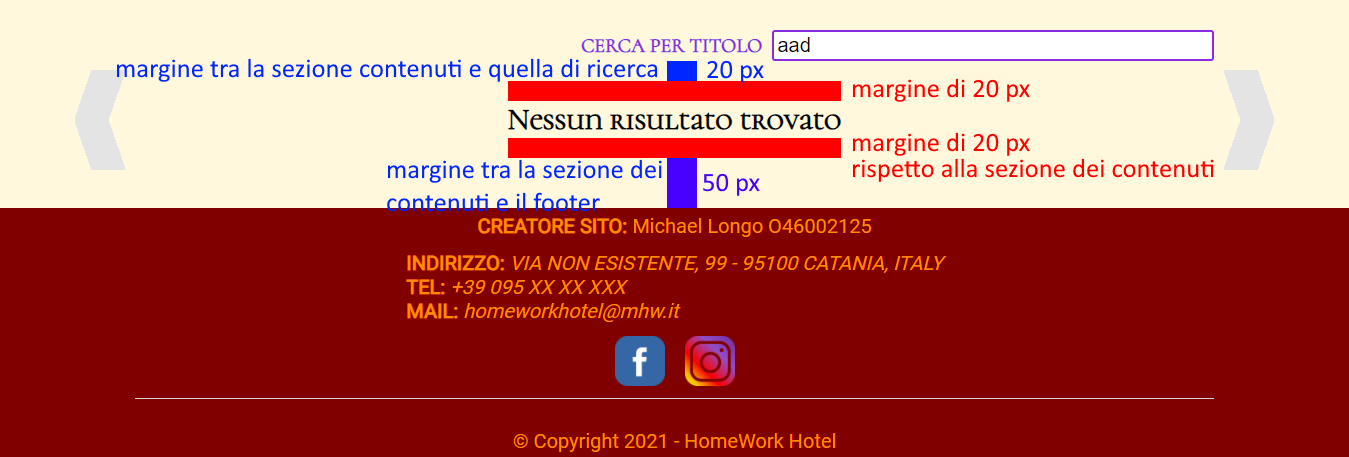 CERCA PER TITOLO aad
margine tra la sezione contenuti e quella di ricerca 20 px
margine di 20 px
Nessun risultato trovato
margine di 20 px
rispetto alla sezione dei contenuti
margine tra la sezione dei
contenuti e il footer
50 px
CREATORE SITO: Michael Longo O46002125
INDIRIZZO: VIA NON ESISTENTE, 99 - 95100 CATANIA, ITALY
TEL: +39 095 XX XX XXX
MAIL: homeworkhotel@mhw.it
f
© Copyright 2021 - HomeWork Hotel